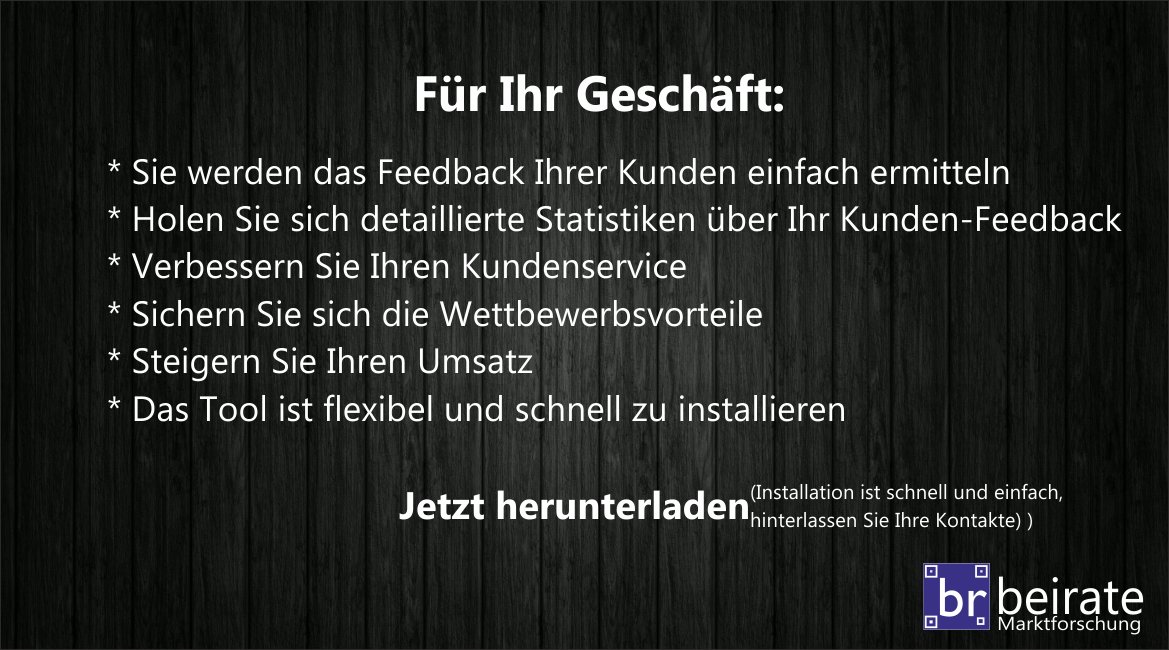 Für Ihr Geschäft:
* Sie werden das Feedback Ihrer Kunden einfach ermitteln
* Holen Sie sich detaillierte Statistiken über Ihr Kunden-Feedback
* Verbessern Sie Ihren Kundenservice
* Sichern Sie sich die Wettbewerbsvorteile
* Steigern Sie Ihren Umsatz
* Das Tool ist flexibel und schnell zu installieren
Jetzt herunterladen
(Installation ist schnell und einfach,
hinterlassen Sie Ihre Kontakte) )
br beirate
Marktforschung